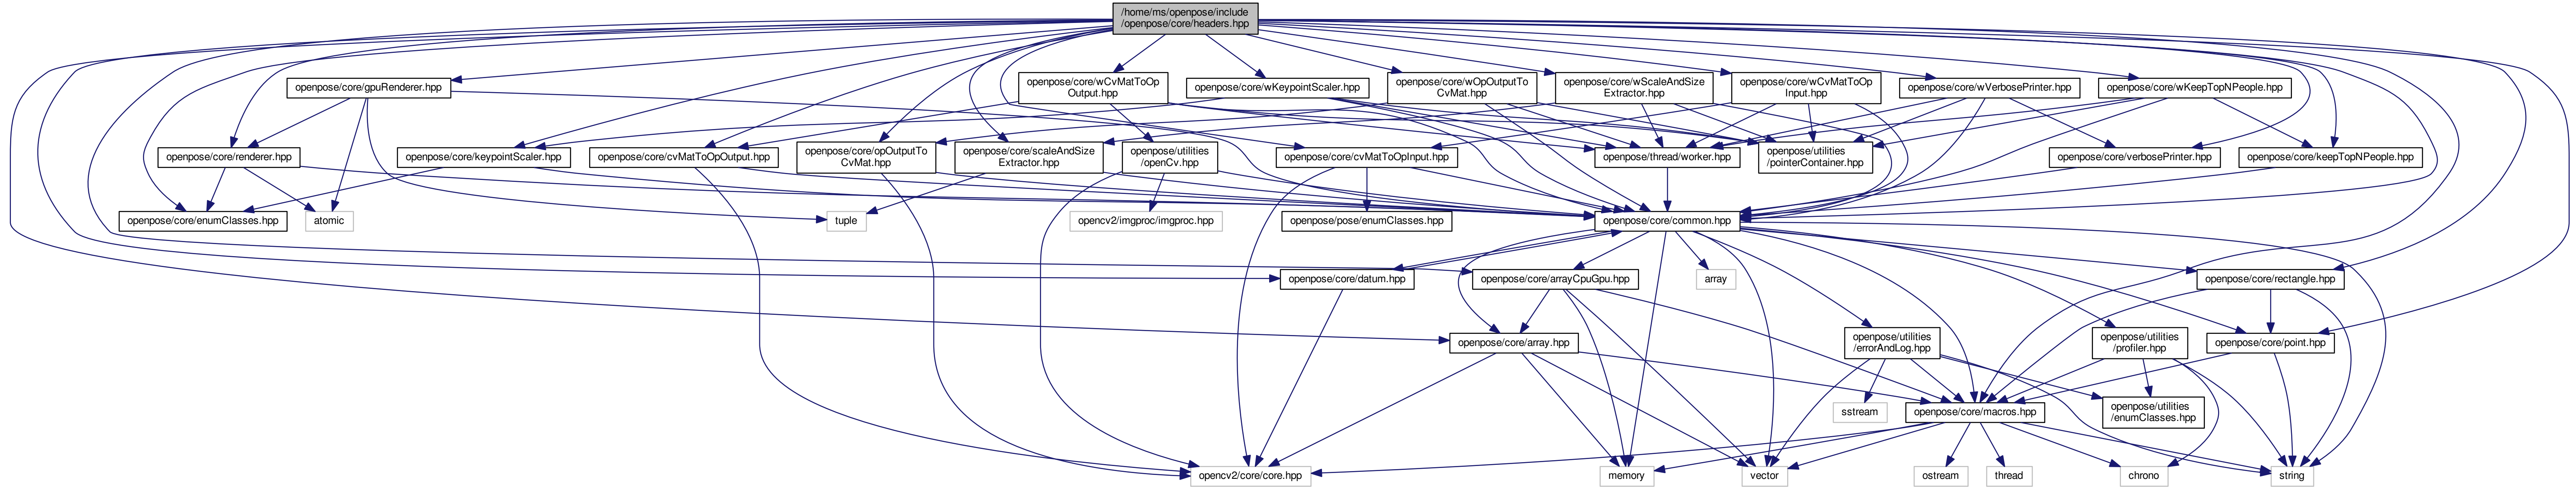 /home/ms/openpose/include
/openpose/core/headers.hpp
openpose/core/gpuRenderer.hpp
openpose/core/wCvMatToOp
Output.hpp
openpose/core/wKeypointScaler.hpp
openpose/core/wOpOutputTo
CvMat.hpp
openpose/core/wScaleAndSize
Extractor.hpp
openpose/core/wCvMatToOp
Input.hpp
openpose/core/wVerbosePrinter.hpp
openpose/core/wKeepTopNPeople.hpp
openpose/core/renderer.hpp
openpose/core/keypointScaler.hpp
openpose/core/cvMatToOpOutput.hpp
openpose/core/opOutputTo
CvMat.hpp
openpose/core/scaleAndSize
Extractor.hpp
openpose/utilities
/openCv.hpp
openpose/core/cvMatToOpInput.hpp
openpose/thread/worker.hpp
openpose/utilities
/pointerContainer.hpp
openpose/core/verbosePrinter.hpp
openpose/core/keepTopNPeople.hpp
openpose/core/enumClasses.hpp
atomic
tuple
opencv2/imgproc/imgproc.hpp
openpose/pose/enumClasses.hpp
openpose/core/common.hpp
openpose/core/datum.hpp
openpose/core/arrayCpuGpu.hpp
array
openpose/core/rectangle.hpp
openpose/core/array.hpp
openpose/utilities
/errorAndLog.hpp
openpose/utilities
/profiler.hpp
openpose/core/point.hpp
sstream
openpose/core/macros.hpp
openpose/utilities
/enumClasses.hpp
opencv2/core/core.hpp
memory
vector
ostream
thread
chrono
string